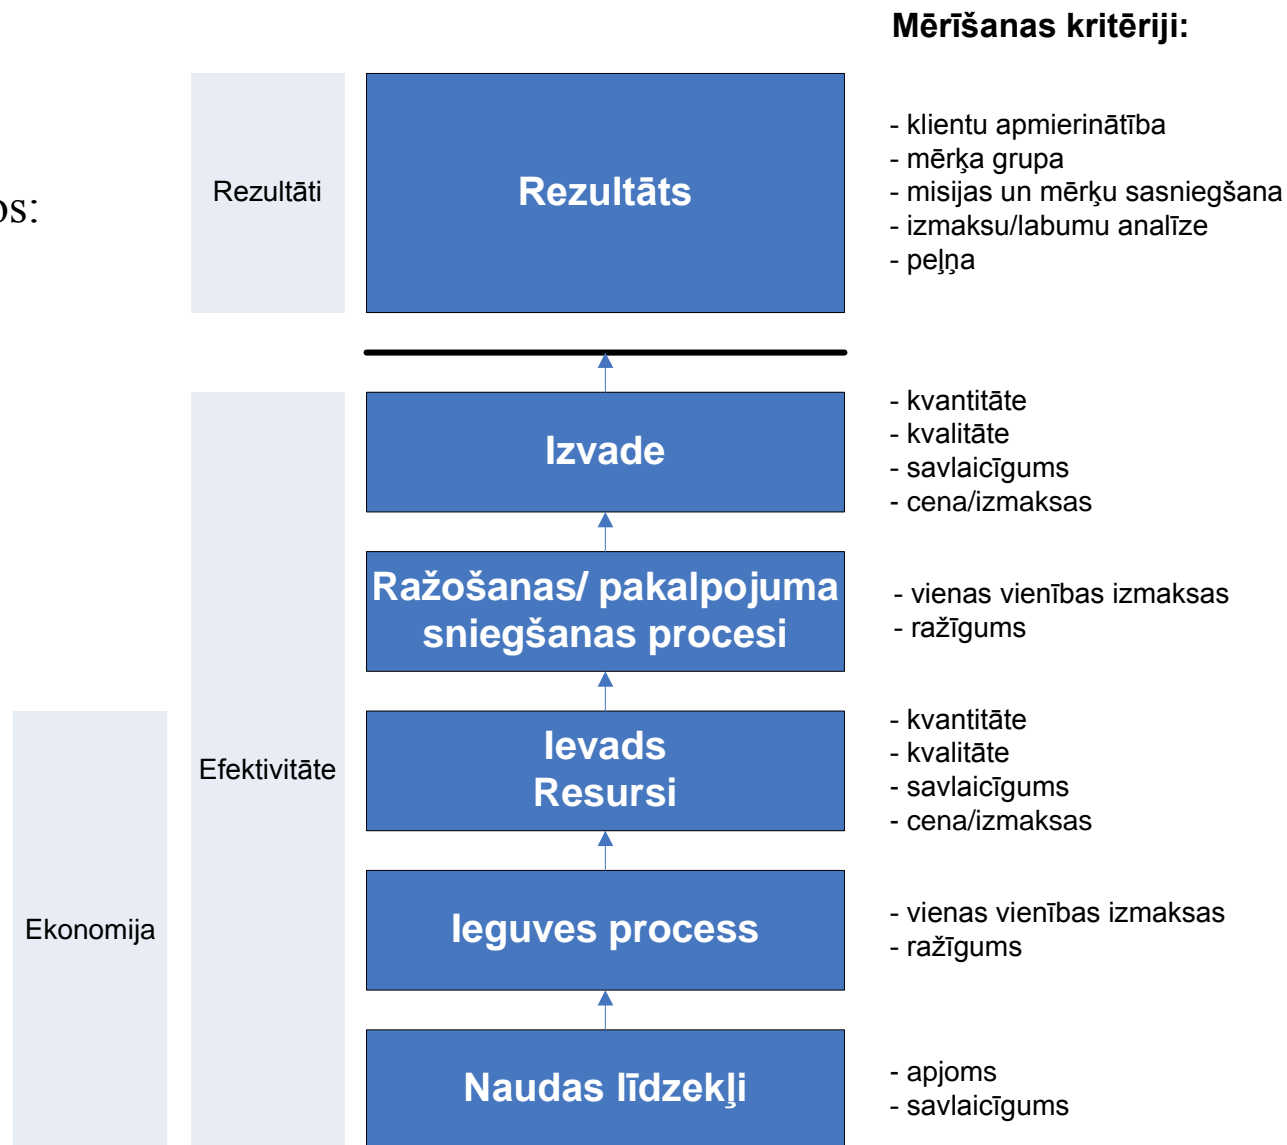 Mērīšanas kritēriji:
os:
Rezultāti
Rezultāts
- klientu apmierinātība
- mērķa grupa
- misijas un mērķu sasniegšana
- izmaksu/labumu analīze
- peļņa
Izvade
- kvantitāte
- kvalitāte
- savlaicīgums
- cena/izmaksas
Ražošanas/ pakalpojuma
sniegšanas procesi
- vienas vienības izmaksas
- ražīgums
Efektivitāte
Ievads
Resursi
- kvantitāte
- kvalitāte
- savlaicīgums
- cena/izmaksas
Ekonomija
Ieguves process
- vienas vienības izmaksas
- ražīgums
Naudas līdzekļi
- apjoms
- savlaicīgums